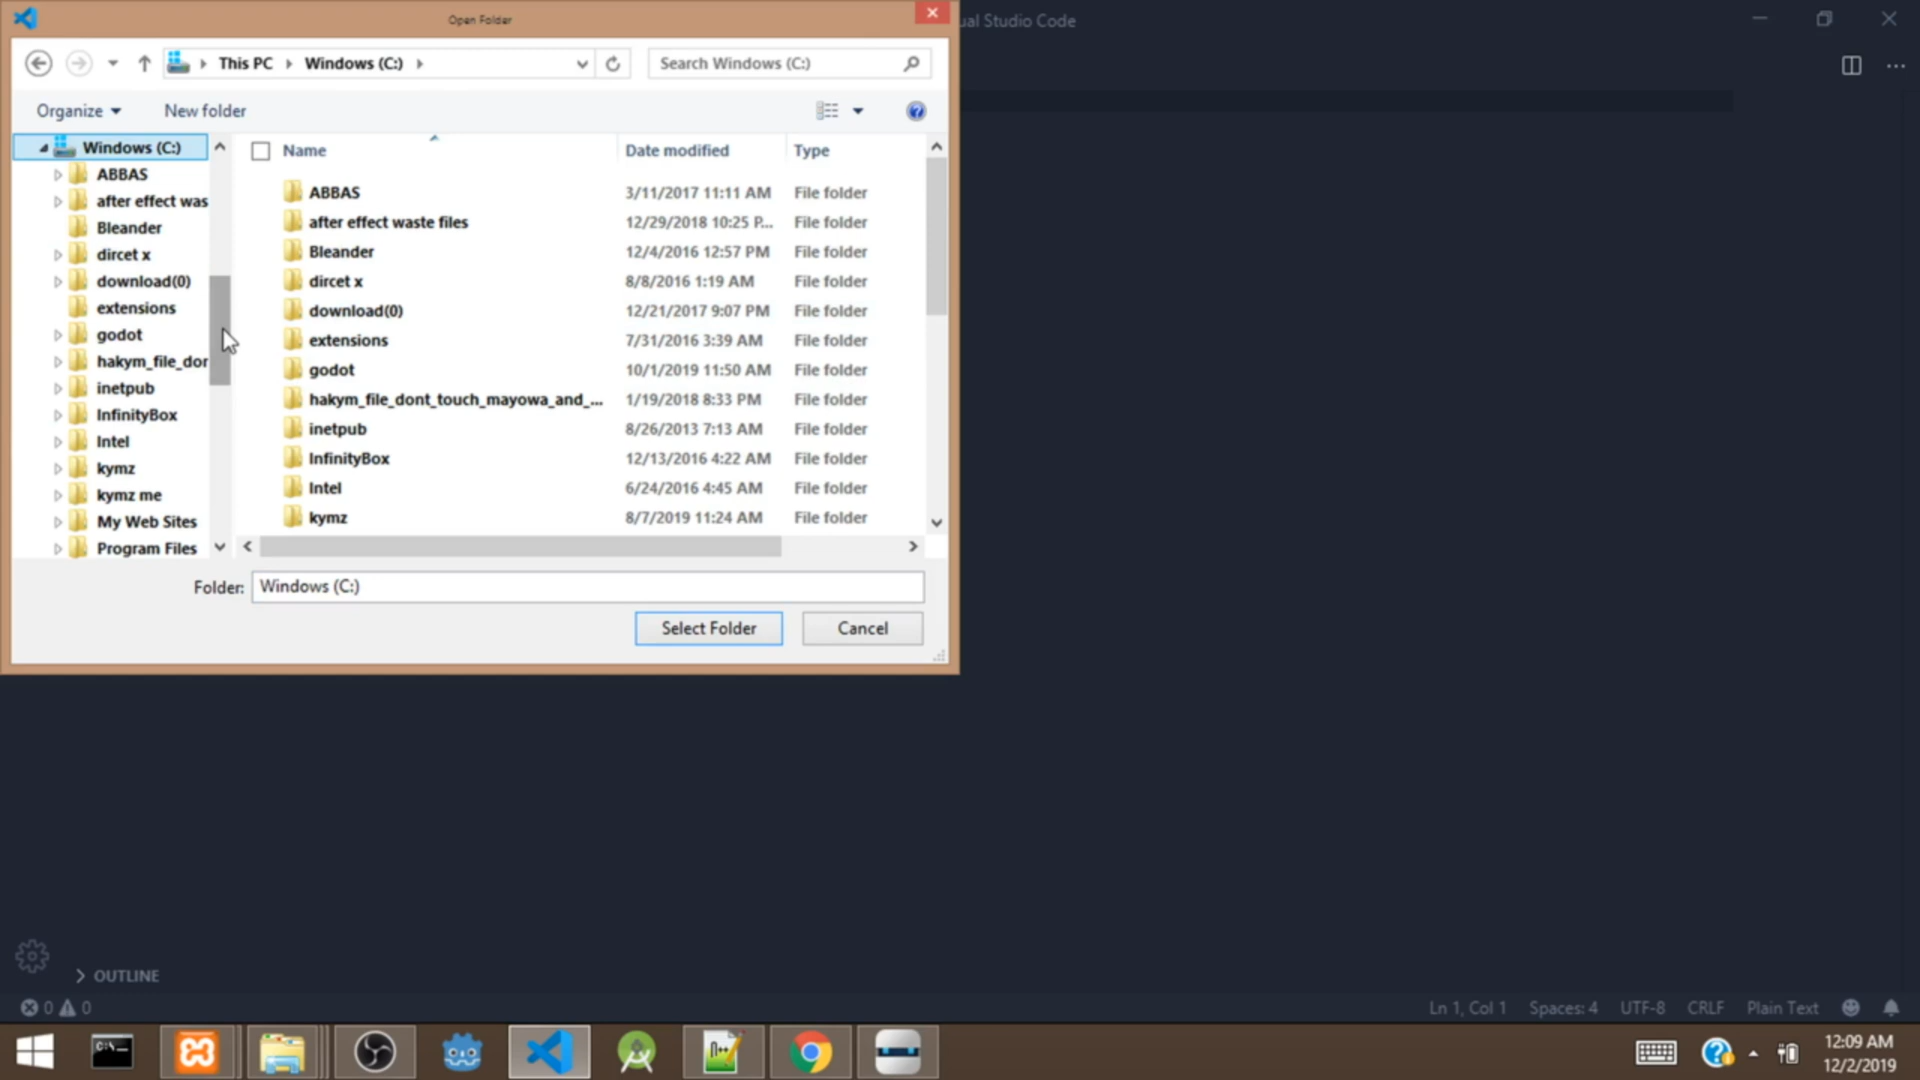 Open Folder
ual Studio Code
This PC
Windows (C:)
Search Windows (C:)
Organize
New folder
Windows (C:)
ABBAS
after effect was
Bleander
dircet x
download(0)
extensions
godot
hakym_file_dor
inetpub
InfinityBox
Intel
kymz
kymz me
My Web Sites
Program Files
Name Date modified Type
ABBAS 3/11/2017 11:11 AM File folder
after effect waste files 12/29/2018 10:25 P... File folder
Bleander 12/4/2016 12:57 PM File folder
dircet x 8/8/2016 1:19 AM File folder
download(0) 12/21/2017 9:07 PM File folder
extensions 7/31/2016 3:39 AM File folder
godot 10/1/2019 11:50 AM File folder
hakym_file_dont_touch_mayowa_and_... 1/19/2018 8:33 PM File folder
inetpub 8/26/2013 7:13 AM File folder
InfinityBox 12/13/2016 4:22 AM File folder
Intel 6/24/2016 4:45 AM File folder
kymz 8/7/2019 11:24 AM File folder
Folder: Windows (C:)
Select Folder
Cancel
OUTLINE
0 0
Ln 1, Col 1 Spaces: 4 UTF-8 CRLF Plain Text
C:\_
n++
12:09 AM
12/2/2019